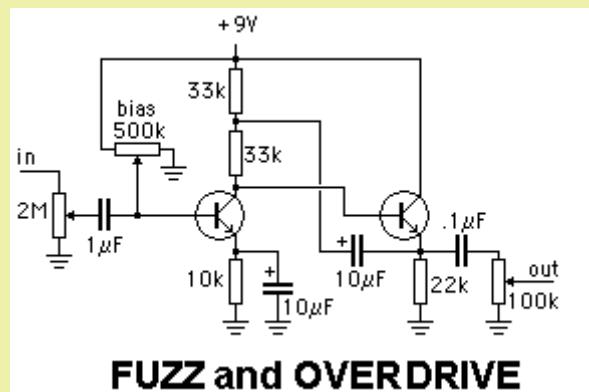 +9V
33k
bias
500k
33k
in
2M
1µF
.1µF
+
10k
+
10µF
10µF
22k
out
100k
FUZZ and OVERDRIVE